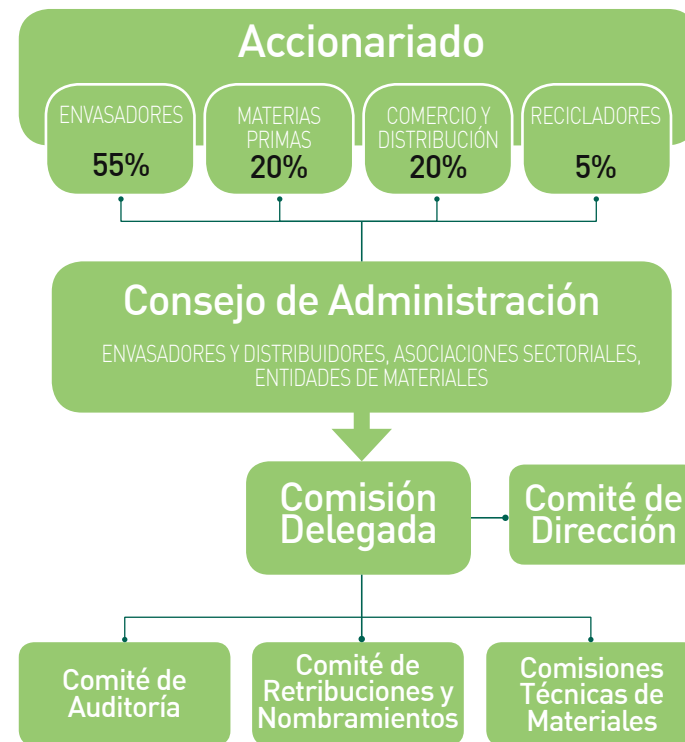 Accionariado
ENVASADORES
55%
MATERIAS
PRIMAS
20%
COMERCIO Y
DISTRIBUCIÓN
20%
RECICLADORES
5%
Consejo de Administración
ENVASADORES Y DISTRIBUIDORES, ASOCIACIONES SECTORIALES,
ENTIDADES DE MATERIALES
Comisión
Delegada
Comité de
Dirección
Comité de
Auditoría
Comité de
Retribuciones y
Nombramientos
Comisiones
Técnicas de
Materiales